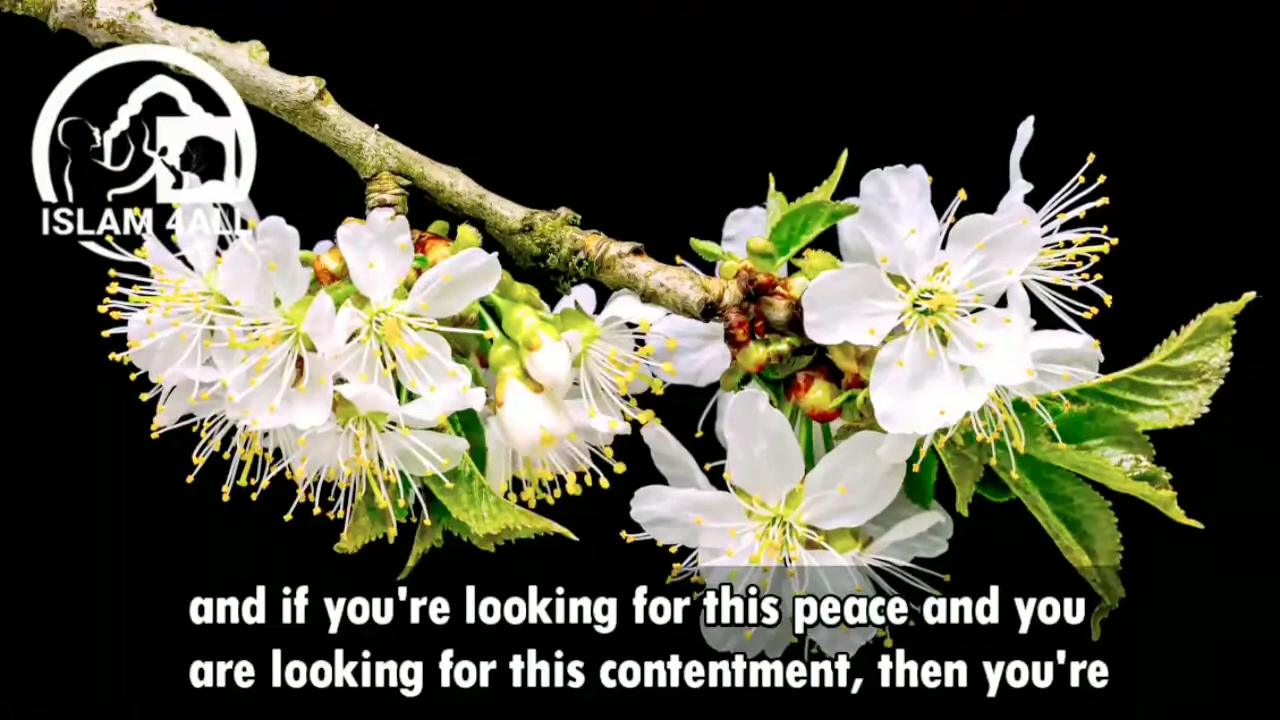 ISLAM 4ALL
and if you're looking for this peace and you
are looking for this contentment, then you're